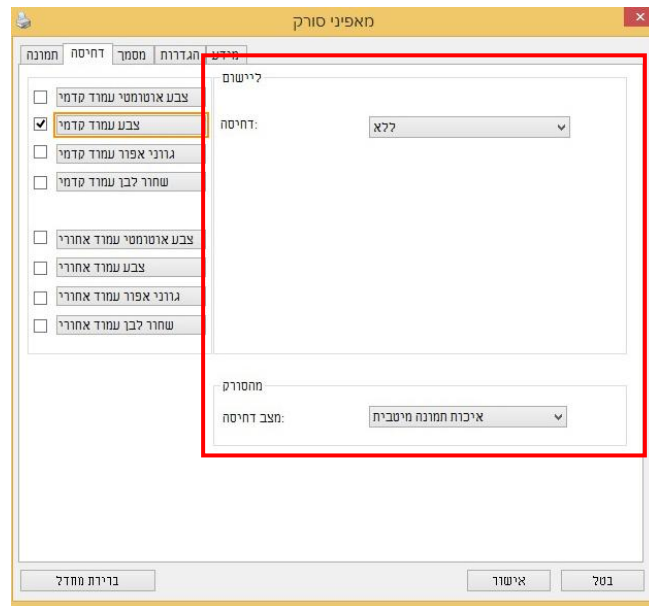 מאפיני סורק
תמונה דחיסה מסמך הגדרות מידע
צבע אוטומטי עמוד קדמי
צבע עמוד קדמי
גווני אפור עמוד קדמי
שחור לבן עמוד קדמי
צבע אוטומטי עמוד אחורי
צבע עמוד אחורי
גווני אפור עמוד אחורי
שחור לבן עמוד אחורי
ליישום
דחיסה:
ללא
מהסורק
מצב דחיסה:
איכות תמונה מיטבית
ברירת מחדל
אישור
בטל